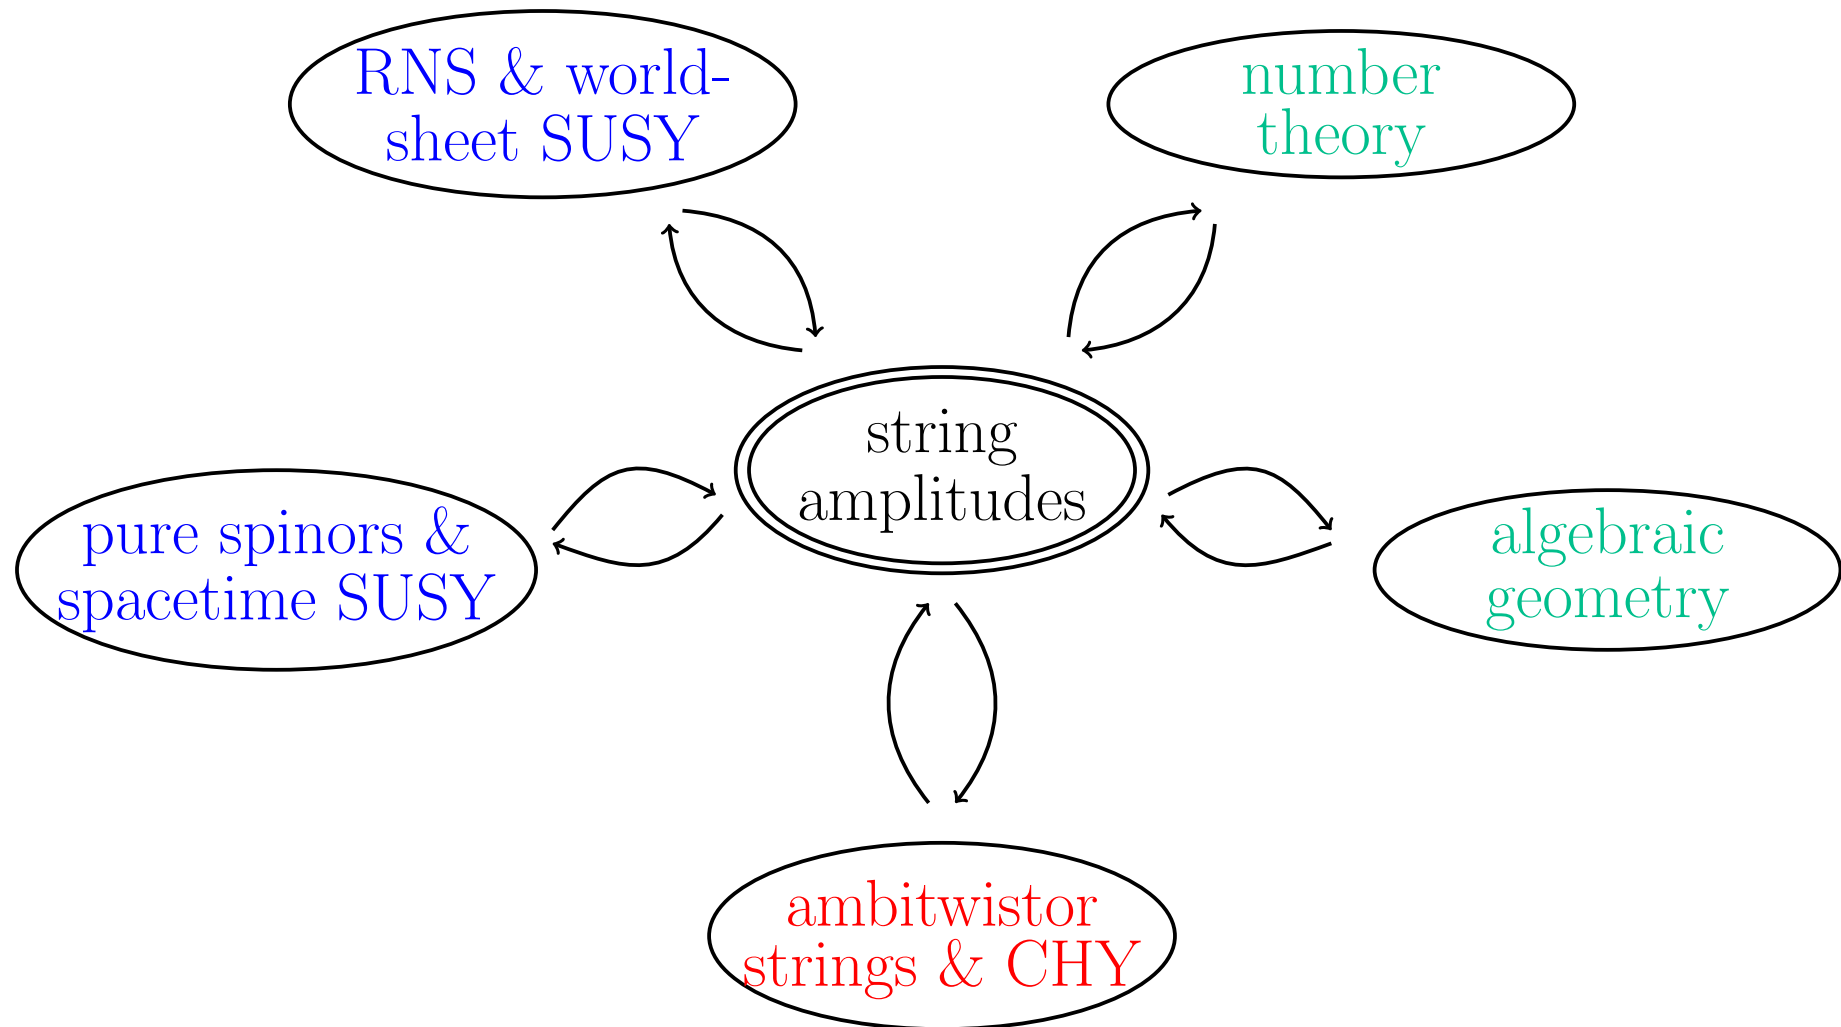 RNS & world-
sheet SUSY
number
theory
string
amplitudes
pure spinors &
spacetime SUSY
algebraic
geometry
ambitwistor
strings & CHY